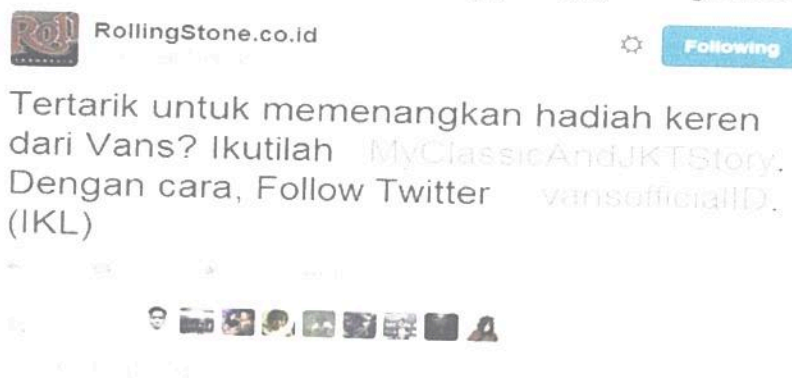 Roll
RollingStone.co.id
Following
Tertarik untuk memenangkan hadiah keren
dari Vans? Ikutilah MyClassicAndJKTStory.
Dengan cara, Follow Twitter vansofficialID.
(IKL)